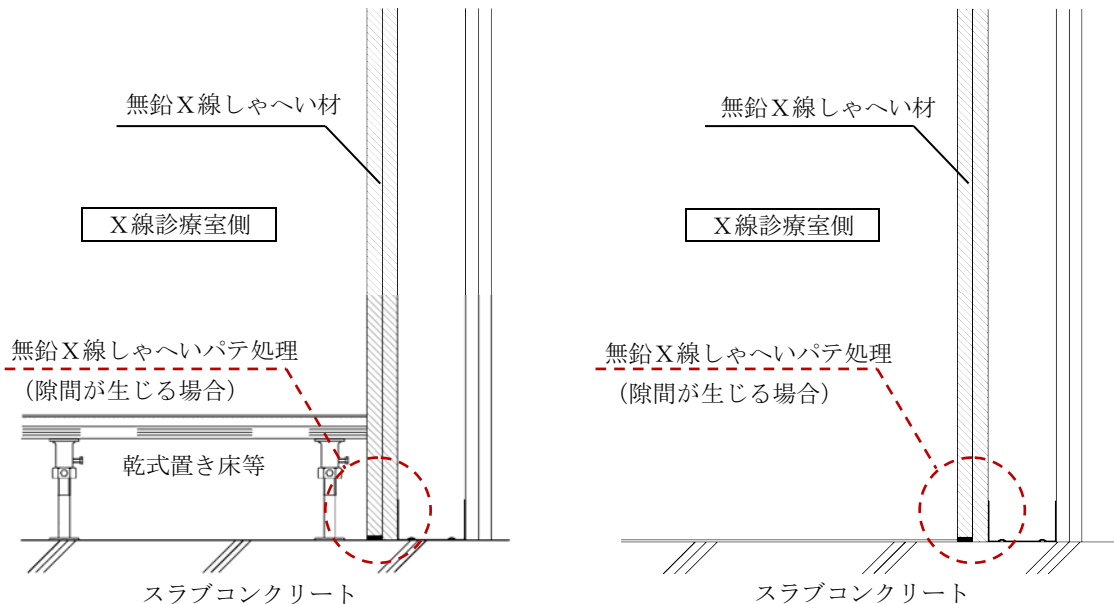 無鉛Ｘ線しゃへい材
Ｘ線診療室側
無鉛Ｘ線しゃへいパテ処理
（隙間が生じる場合）
乾式置き床等
スラブコンクリート
無鉛Ｘ線しゃへい材
Ｘ線診療室側
無鉛Ｘ線しゃへいパテ処理
（隙間が生じる場合）
スラブコンクリート